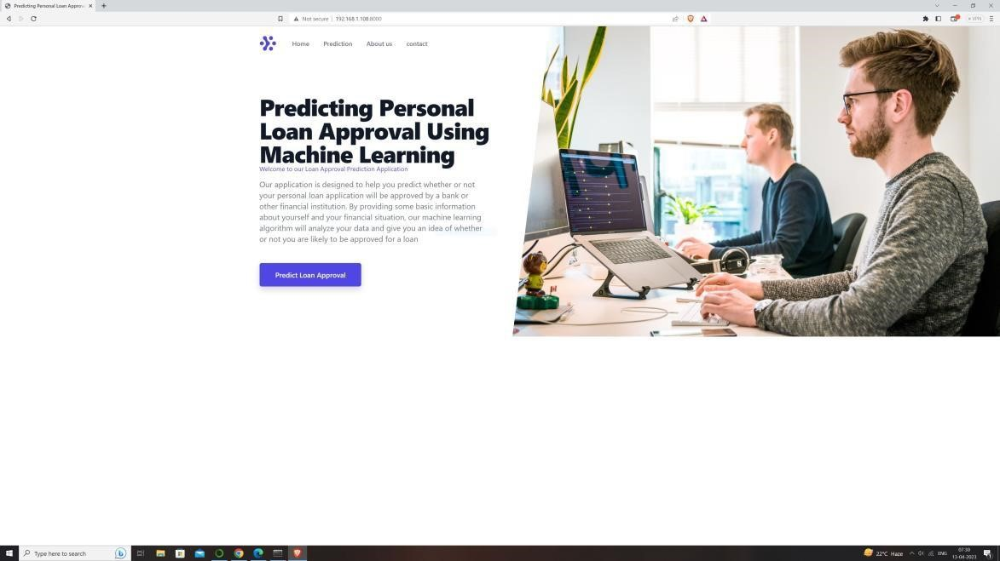 Predicting Personal Loan Approva
Not secure
192.168.1.108:8000
VPN
Home
Prediction
About us
contact
Predicting Personal
Loan Approval Using
Machine Learning
Welcome to our Loan Approval Prediction Application
Our application is designed to help you predict whether or not
your personal loan application will be approved by a bank or
other financial institution. By providing some basic information
about yourself and your financial situation, our machine learning
algorithm will analyze your data and give you an idea of whether
or not you are likely to be approved for a loan
Predict Loan Approval
Type here to search
22°C Haze
ENG
07:30
13-04-2023